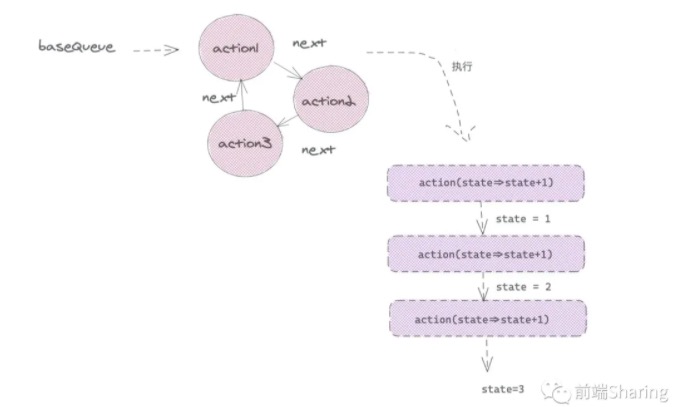 baseQueue
action1
next
action2
next
action3
next
执行
action(state⇒state+1)
state = 1
action(state⇒state+1)
state = 2
action(state⇒state+1)
state=3
前端Sharing